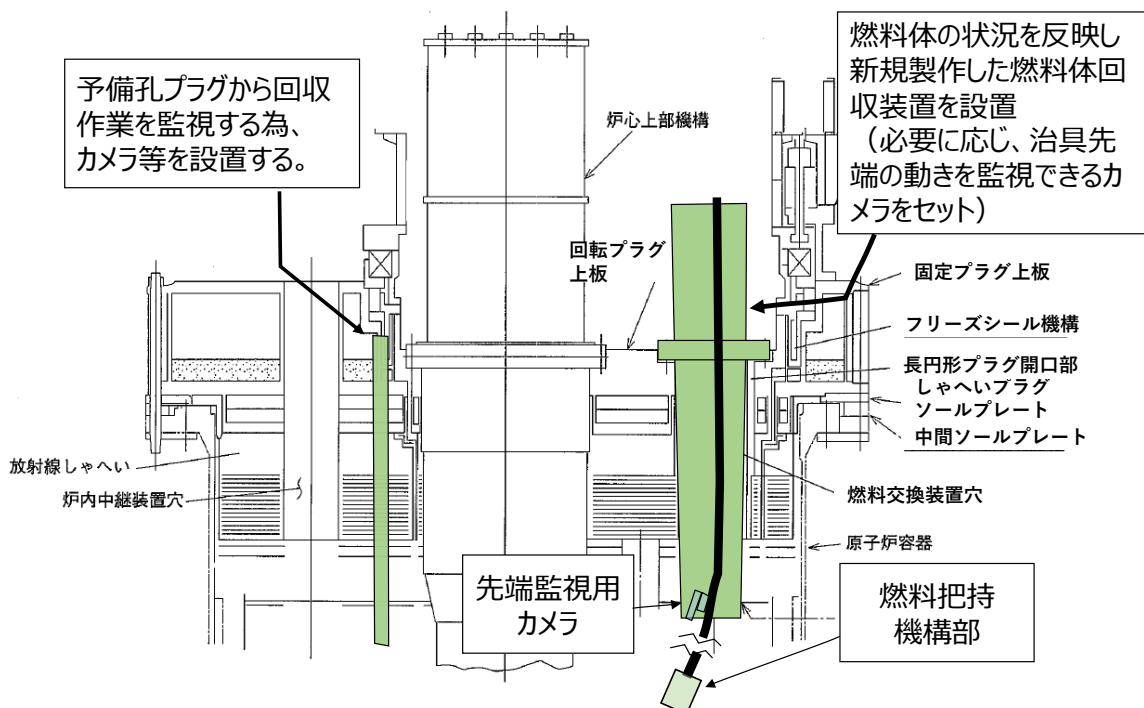 予備孔プラグから回収
作業を監視する為、
カメラ等を設置する。
燃料体の状況を反映し
新規製作した燃料体回
収装置を設置
（必要に応じ、治具先
端の動きを監視できるカ
メラをセット）
炉心上部機構
回転プラグ
上板
固定プラグ上板
フリーズシール機構
長円形プラグ開口部
しゃへいプラグ
ソールプレート
中間ソールプレート
放射線しゃへい
炉内中継装置穴
燃料交換装置穴
原子炉容器
先端監視用
カメラ
燃料把持
機構部